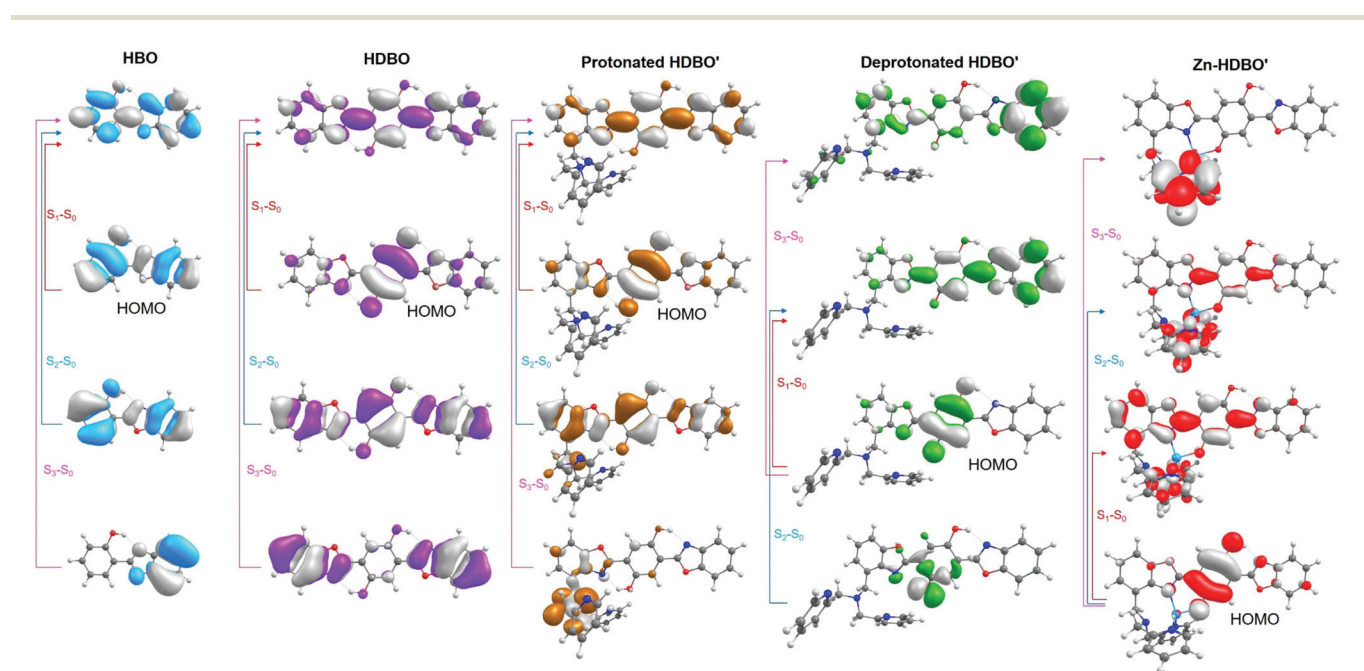 HBO
HDBO
Protonated HDBO'
Deprotonated HDBO'
Zn-HDBO'
S₁-S₀
HOMO
S₂-S₀
S₃-S₀
S₁-S₀
HOMO
S₂-S₀
S₃-S₀
S₁-S₀
HOMO
S₂-S₀
S₃-S₀
S₃-S₀
S₁-S₀
HOMO
S₂-S₀
S₃-S₀
S₂-S₀
S₁-S₀
HOMO